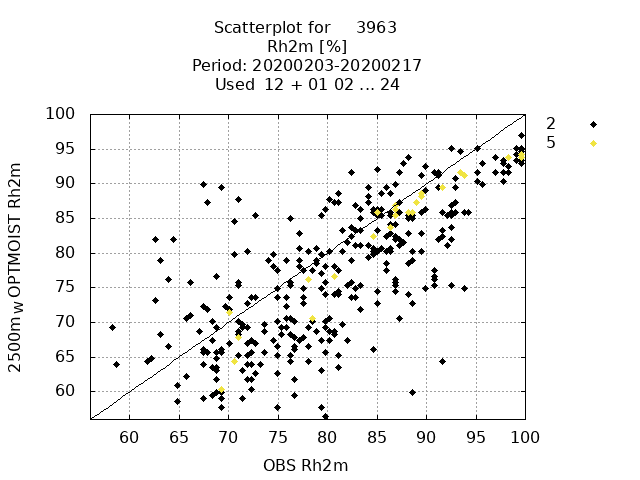 Scatterplot for 3963
Rh2m [%]
Period: 20200203-20200217
Used 12 + 01 02 ... 24
2
5
2500m_W OPTMOIST Rh2m
100
95
90
85
80
75
70
65
60
60 65 70 75 80 85 90 95 100
OBS Rh2m